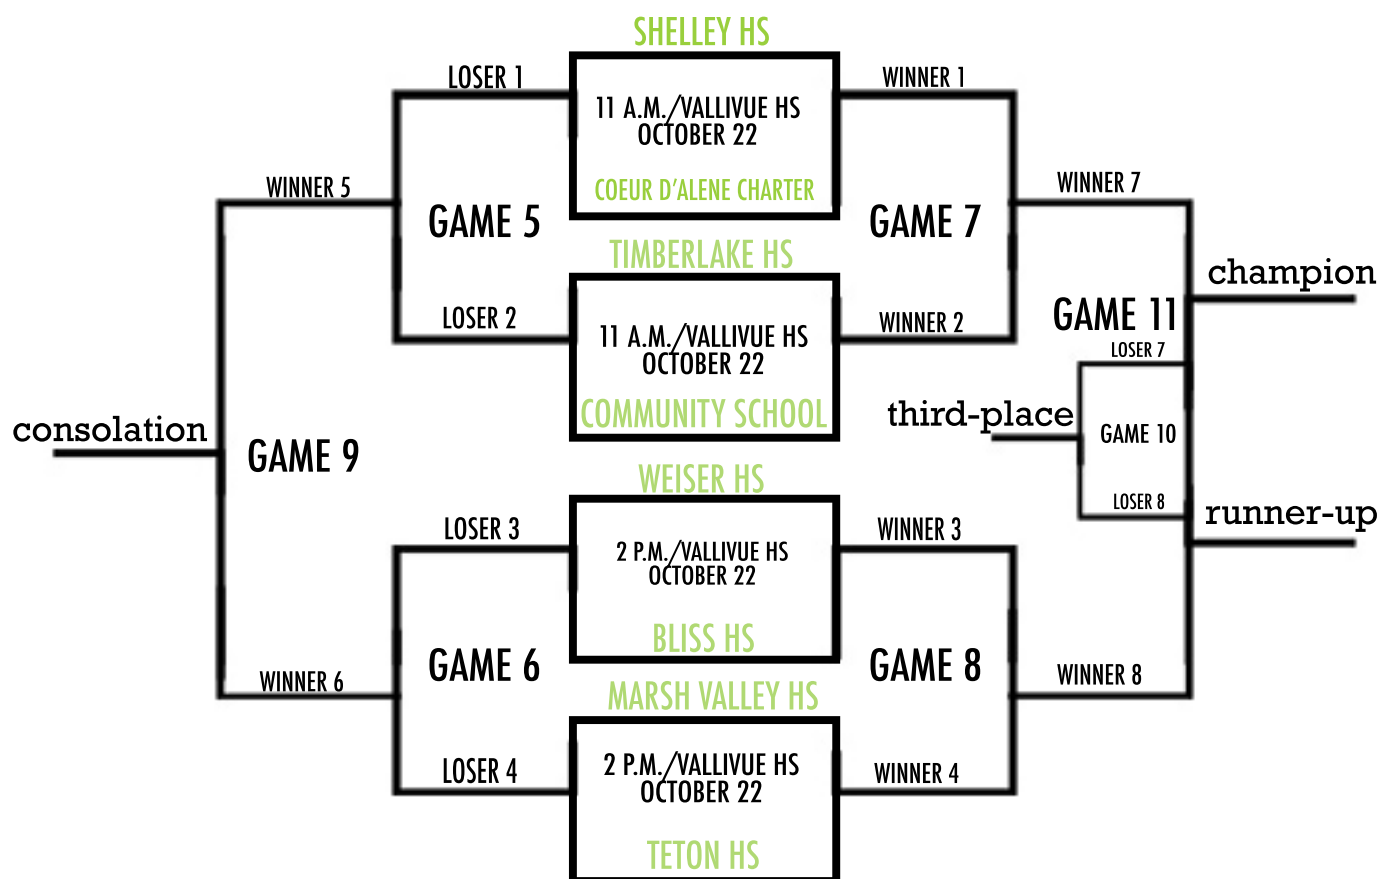 SHELLEY HS
LOSER 1
WINNER 1
11 A.M./VALLIVUE HS
OCTOBER 22
WINNER 5
COEUR D'ALENE CHARTER
WINNER 7
GAME 5
GAME 7
TIMBERLAKE HS
champion
LOSER 2
WINNER 2
GAME 11
11 A.M./VALLIVUE HS
OCTOBER 22
LOSER 7
COMMUNITY SCHOOL
third-place
consolation
GAME 9
GAME 10
WEISER HS
LOSER 8
runner-up
LOSER 3
WINNER 3
2 P.M./VALLIVUE HS
OCTOBER 22
BLISS HS
GAME 6
GAME 8
WINNER 6
WINNER 8
MARSH VALLEY HS
LOSER 4
WINNER 4
2 P.M./VALLIVUE HS
OCTOBER 22
TETON HS